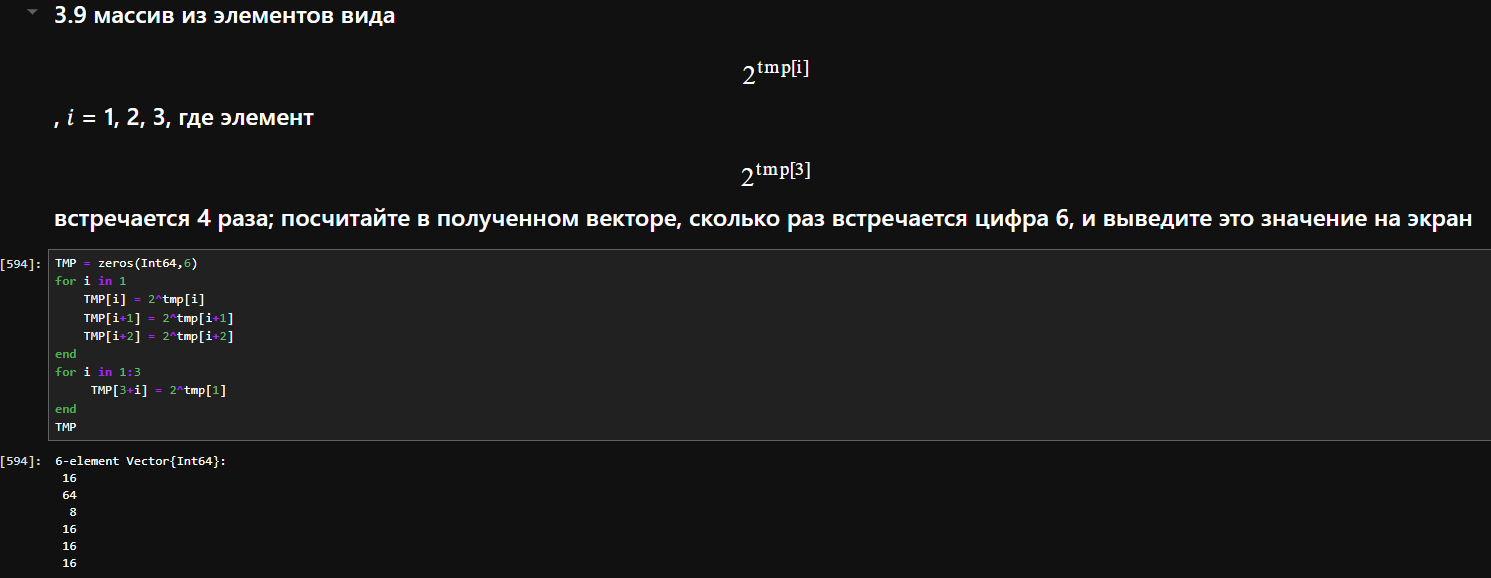 3.9 массив из элементов вида
2^tmp[i]
, i = 1, 2, 3, где элемент
2^tmp[3]
встречается 4 раза; посчитайте в полученном векторе, сколько раз встречается цифра 6, и выведите это значение на экран
[594]: TMP = zeros(Int64,6)
for i in 1
    TMP[i] = 2^tmp[i]
    TMP[i+1] = 2^tmp[i+1]
    TMP[i+2] = 2^tmp[i+2]
end
for i in 1:3
     TMP[3+i] = 2^tmp[1]
end
TMP
[594]: 6-element Vector{Int64}:
 16
 64
  8
 16
 16
 16